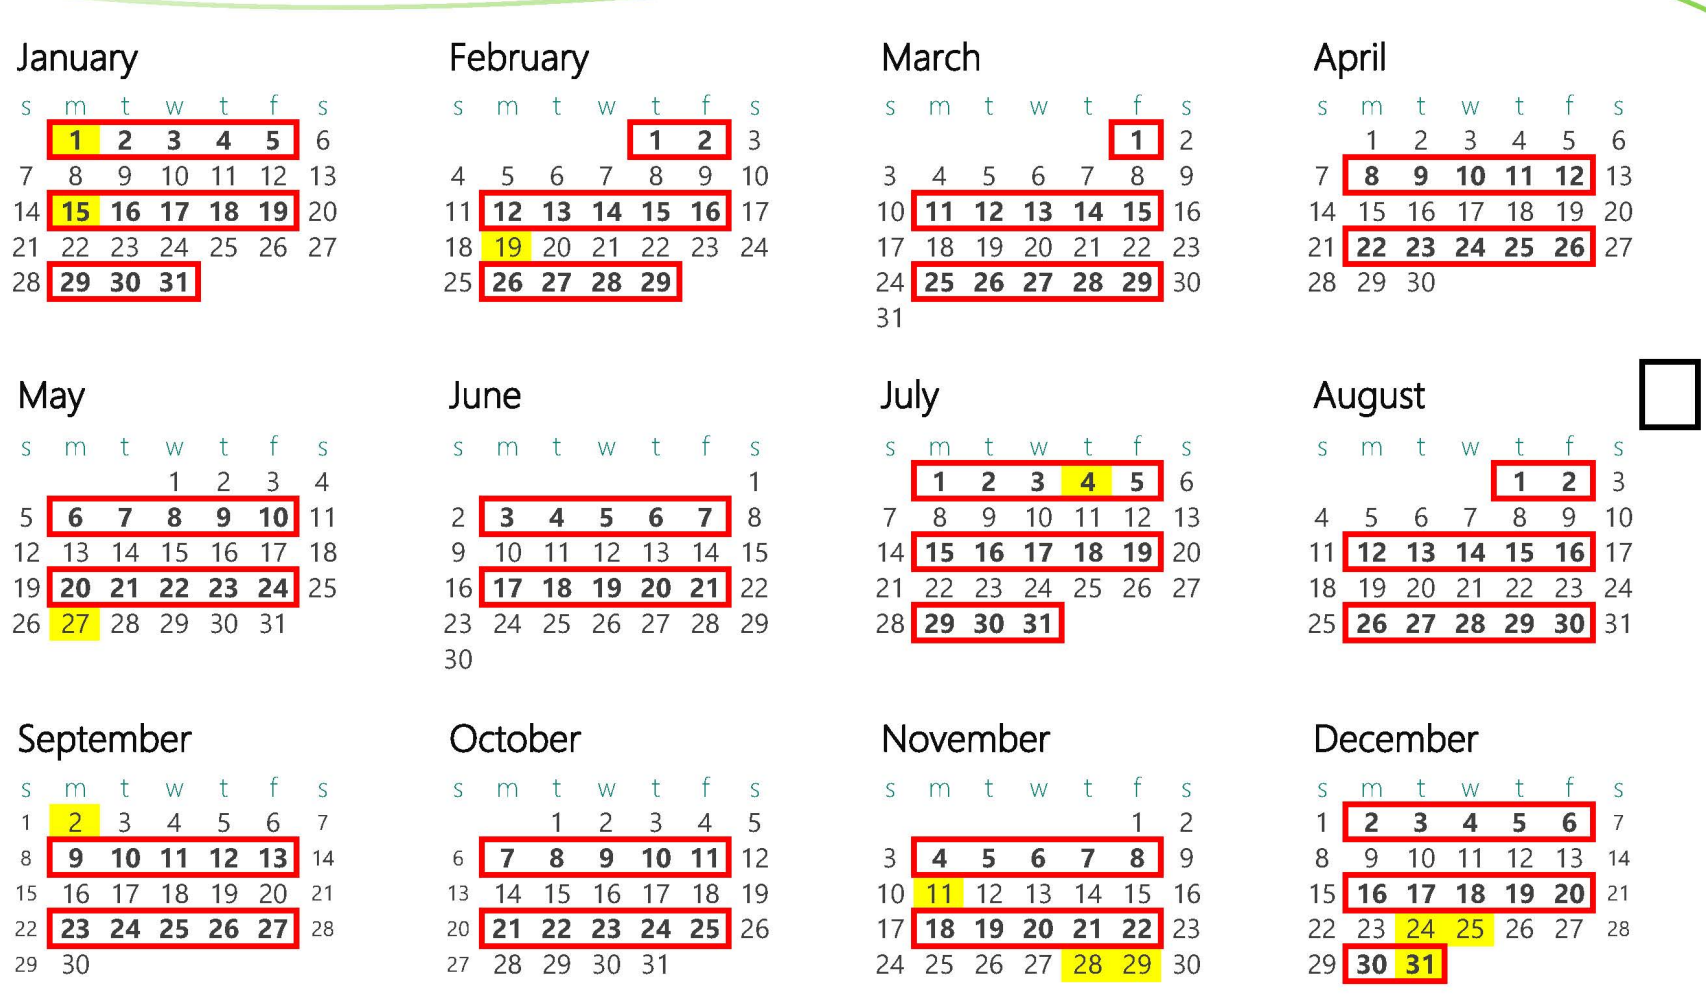 January
s m t w t f s
1 2 3 4 5 6
7 8 9 10 11 12 13
14 15 16 17 18 19 20
21 22 23 24 25 26 27
28 29 30 31
February
s m t w t f s
1 2 3
4 5 6 7 8 9 10
11 12 13 14 15 16 17
18 19 20 21 22 23 24
25 26 27 28 29
March
s m t w t f s
1 2
3 4 5 6 7 8 9
10 11 12 13 14 15 16
17 18 19 20 21 22 23
24 25 26 27 28 29 30
31
April
s m t w t f s
1 2 3 4 5 6
7 8 9 10 11 12 13
14 15 16 17 18 19 20
21 22 23 24 25 26 27
28 29 30
May
s m t w t f s
1 2 3 4
5 6 7 8 9 10 11
12 13 14 15 16 17 18
19 20 21 22 23 24 25
26 27 28 29 30 31
June
s m t w t f s
1
2 3 4 5 6 7 8
9 10 11 12 13 14 15
16 17 18 19 20 21 22
23 24 25 26 27 28 29
30
July
s m t w t f s
1 2 3 4 5 6
7 8 9 10 11 12 13
14 15 16 17 18 19 20
21 22 23 24 25 26 27
28 29 30 31
August
s m t w t f s
1 2 3
4 5 6 7 8 9 10
11 12 13 14 15 16 17
18 19 20 21 22 23 24
25 26 27 28 29 30 31
September
s m t w t f s
1 2 3 4 5 6 7
8 9 10 11 12 13 14
15 16 17 18 19 20 21
22 23 24 25 26 27 28
29 30
October
s m t w t f s
1 2 3 4 5
6 7 8 9 10 11 12
13 14 15 16 17 18 19
20 21 22 23 24 25 26
27 28 29 30 31
November
s m t w t f s
1 2
3 4 5 6 7 8 9
10 11 12 13 14 15 16
17 18 19 20 21 22 23
24 25 26 27 28 29 30
December
s m t w t f s
1 2 3 4 5 6 7
8 9 10 11 12 13 14
15 16 17 18 19 20 21
22 23 24 25 26 27 28
29 30 31